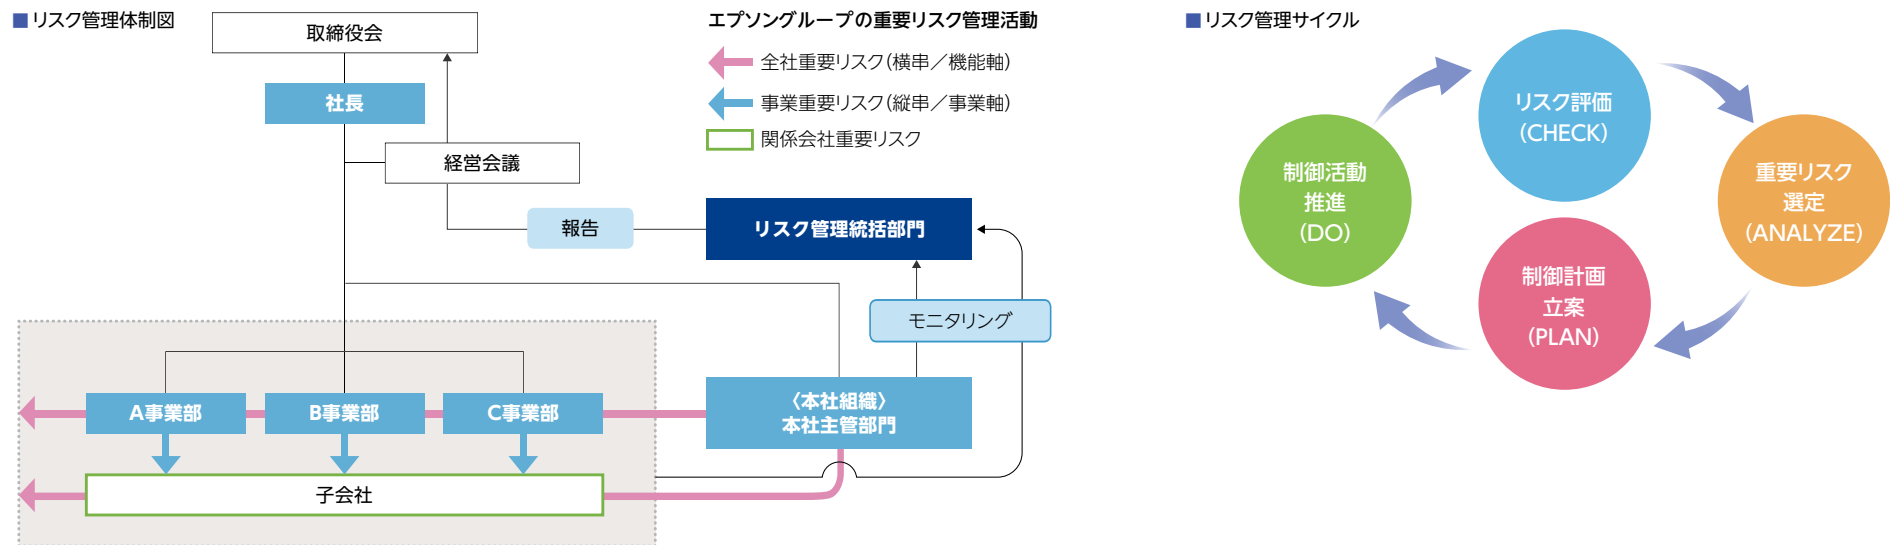 ■ リスク管理体制図
取締役会
社長
経営会議
報告
リスク管理統括部門
モニタリング
A事業部
B事業部
C事業部
〈本社組織〉
本社主管部門
子会社
エプソングループの重要リスク管理活動
全社重要リスク(横串／機能軸)
事業重要リスク(縦串／事業軸)
関係会社重要リスク
■ リスク管理サイクル
リスク評価
(CHECK)
重要リスク
選定
(ANALYZE)
制御計画
立案
(PLAN)
制御活動
推進
(DO)